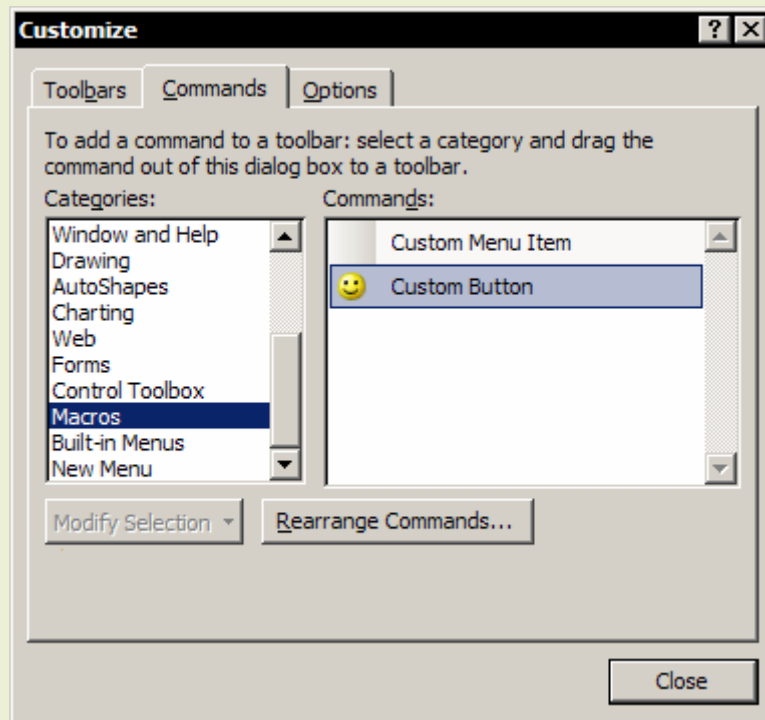 Customize
Toolbars
Commands
Options
To add a command to a toolbar: select a category and drag the
command out of this dialog box to a toolbar.
Categories:
Commands:
Window and Help
Drawing
AutoShapes
Charting
Web
Forms
Control Toolbox
Macros
Built-in Menus
New Menu
Custom Menu Item
Custom Button
Modify Selection
Rearrange Commands...
Close